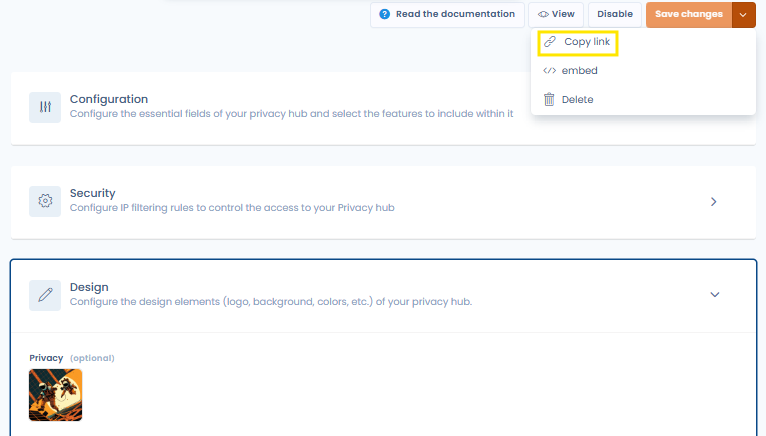 Read the documentation
View
Disable
Save changes
Copy link
embed
Delete
Configuration
Configure the essential fields of your privacy hub and select the features to include within it
Security
Configure IP filtering rules to control the access to your Privacy hub
Design
Configure the design elements (logo, background, colors, etc.) of your privacy hub.
Privacy (optional)